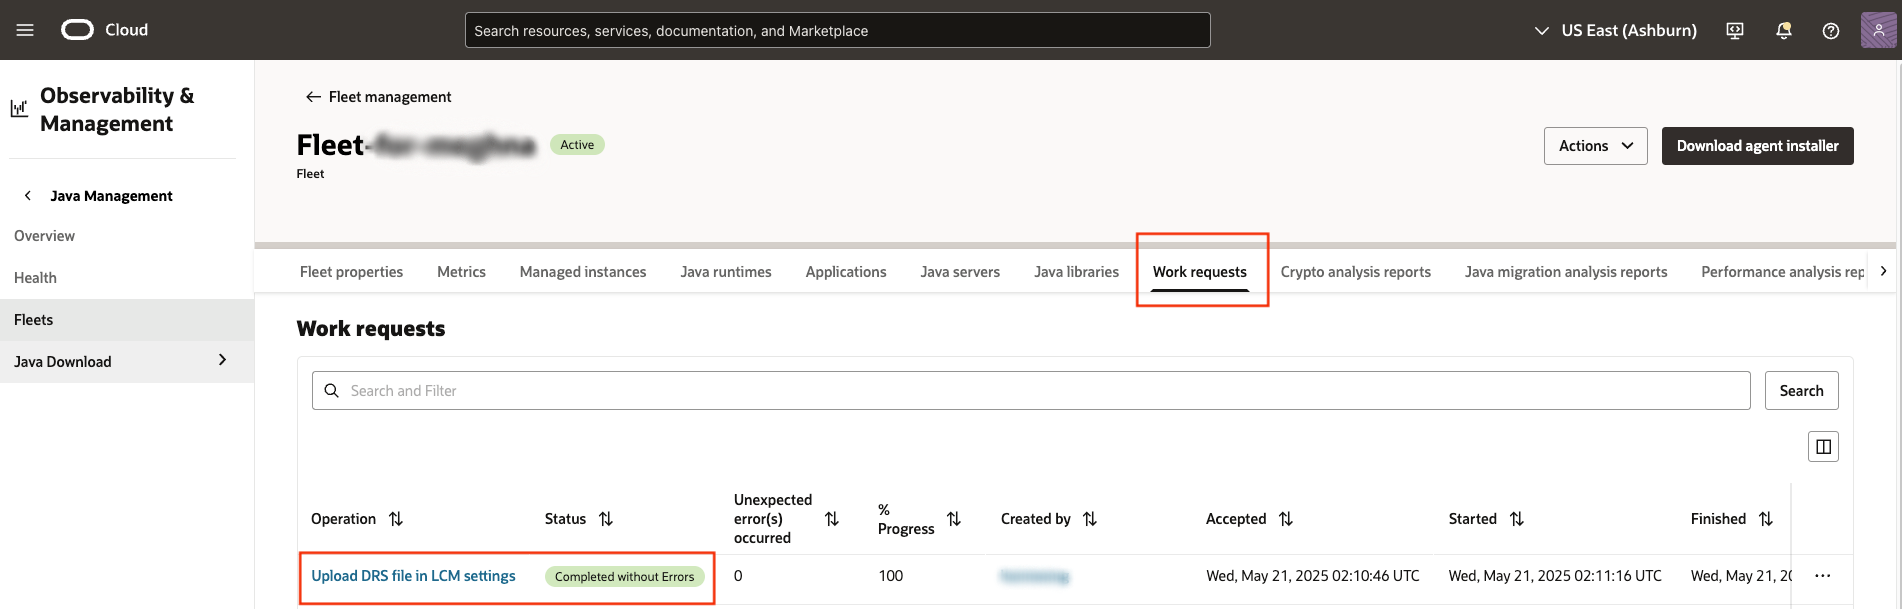 Cloud
Search resources, services, documentation, and Marketplace
US East (Ashburn)
Observability &
Management
Java Management
Overview
Health
Fleets
Java Download
Fleet management
Fleet- Active
Fleet
Actions
Download agent installer
Fleet properties Metrics Managed instances Java runtimes Applications Java servers Java libraries Work requests Crypto analysis reports Java migration analysis reports Performance analysis rep
Work requests
Search and Filter
Search
Operation Status Unexpected error(s) occurred % Progress Created by Accepted Started Finished
Upload DRS file in LCM settings Completed without Errors 0 100 Wed, May 21, 2025 02:10:46 UTC Wed, May 21, 2025 02:11:16 UTC Wed, May 21, 20